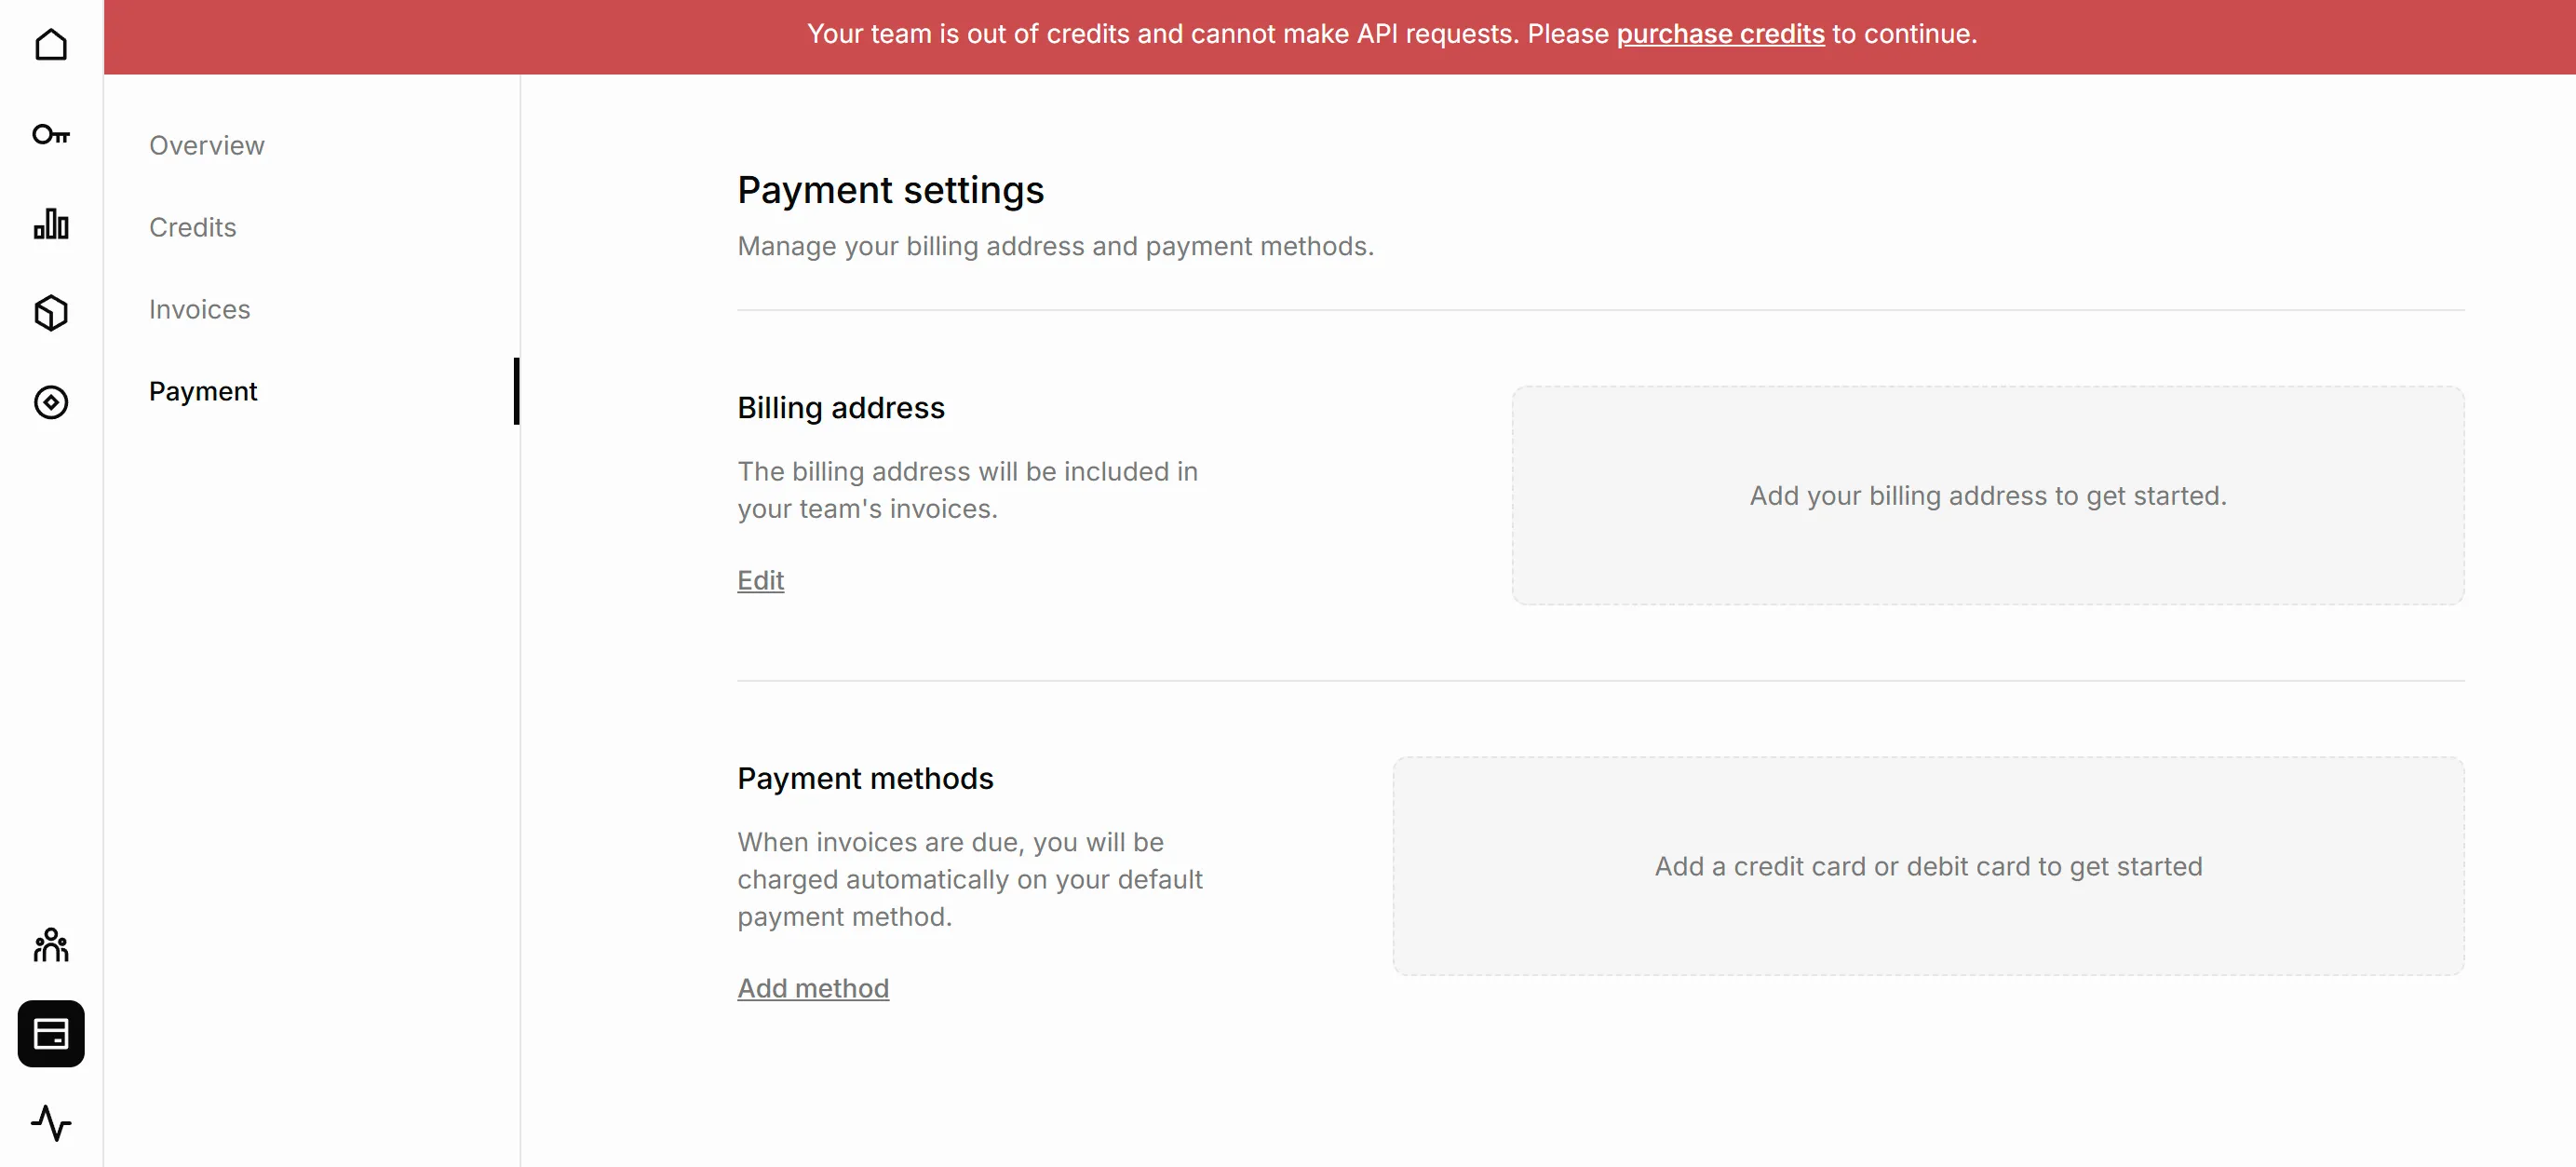 Your team is out of credits and cannot make API requests. Please purchase credits to continue.
Overview
Credits
Invoices
Payment
Payment settings
Manage your billing address and payment methods.
Billing address
The billing address will be included in
your team's invoices.
Edit
Add your billing address to get started.
Payment methods
When invoices are due, you will be
charged automatically on your default
payment method.
Add method
Add a credit card or debit card to get started